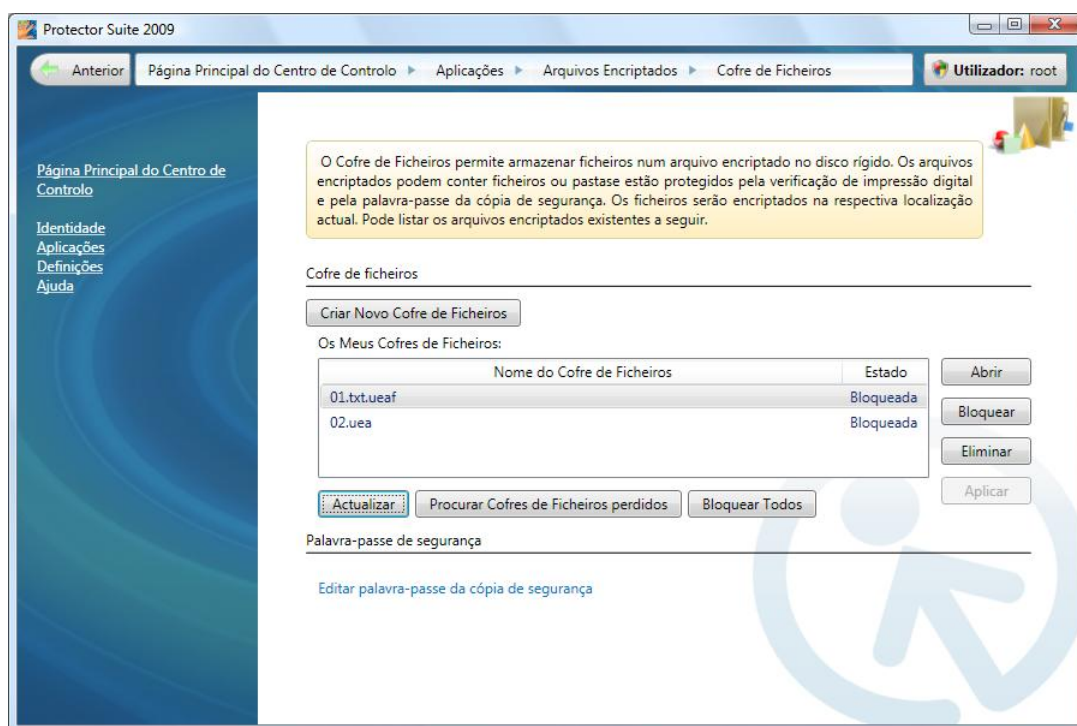 Protector Suite 2009
Anterior
Página Principal do Centro de Controlo
Aplicações
Arquivos Encriptados
Cofre de Ficheiros
Utilizador: root
Página Principal do Centro de
Controlo
Identidade
Aplicações
Definições
Ajuda
O Cofre de Ficheiros permite armazenar ficheiros num arquivo encriptado no disco rígido. Os arquivos
encriptados podem conter ficheiros ou pastase estão protegidos pela verificação de impressão digital
e pela palavra-passe da cópia de segurança. Os ficheiros serão encriptados na respectiva localização
actual. Pode listar os arquivos encriptados existentes a seguir.
Cofre de ficheiros
Criar Novo Cofre de Ficheiros
Os Meus Cofres de Ficheiros:
Nome do Cofre de Ficheiros Estado
01.txt.ueaf Bloqueada
02.uea Bloqueada
Abrir
Bloquear
Eliminar
Aplicar
Actualizar
Procurar Cofres de Ficheiros perdidos
Bloquear Todos
Palavra-passe de segurança
Editar palavra-passe da cópia de segurança